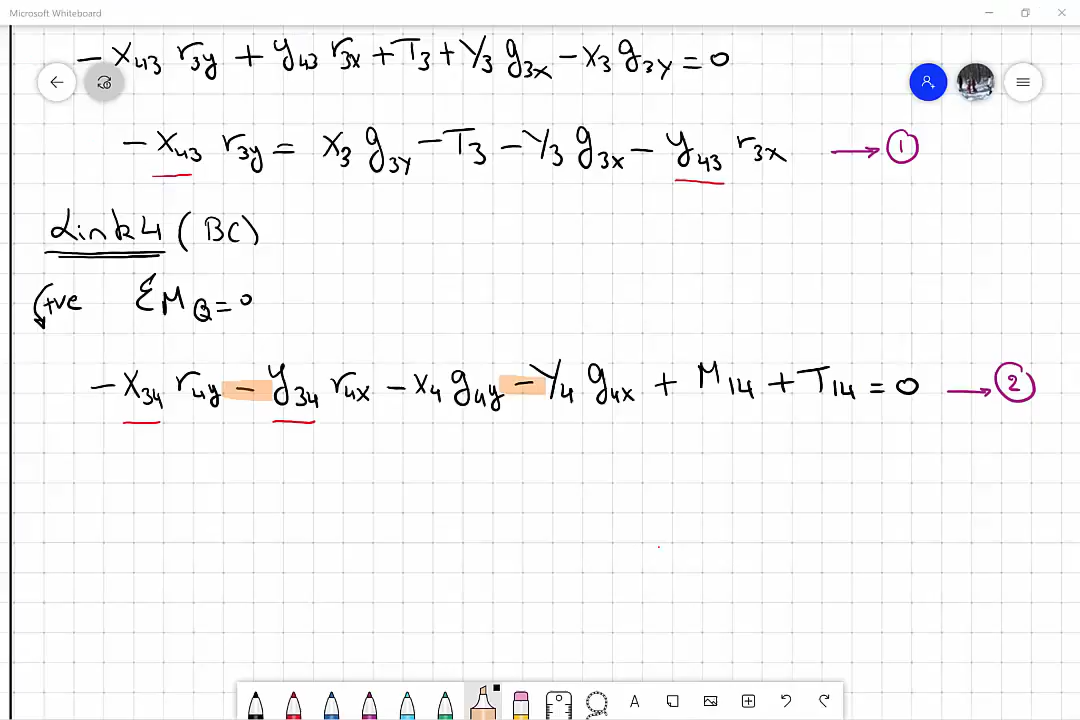 Microsoft Whiteboard
- X43 r3y + y43 r3x + T3 + Y3 g3x - X3 g3y = 0
- X43 r3y = X3 g3y - T3 - Y3 g3x - y43 r3x → 1
Link4 (BC)
+ve ΣMQ = 0
- X34 r4y - y34 r4x - X4 g4y - Y4 g4x + M14 + T14 = 0 → 2
A